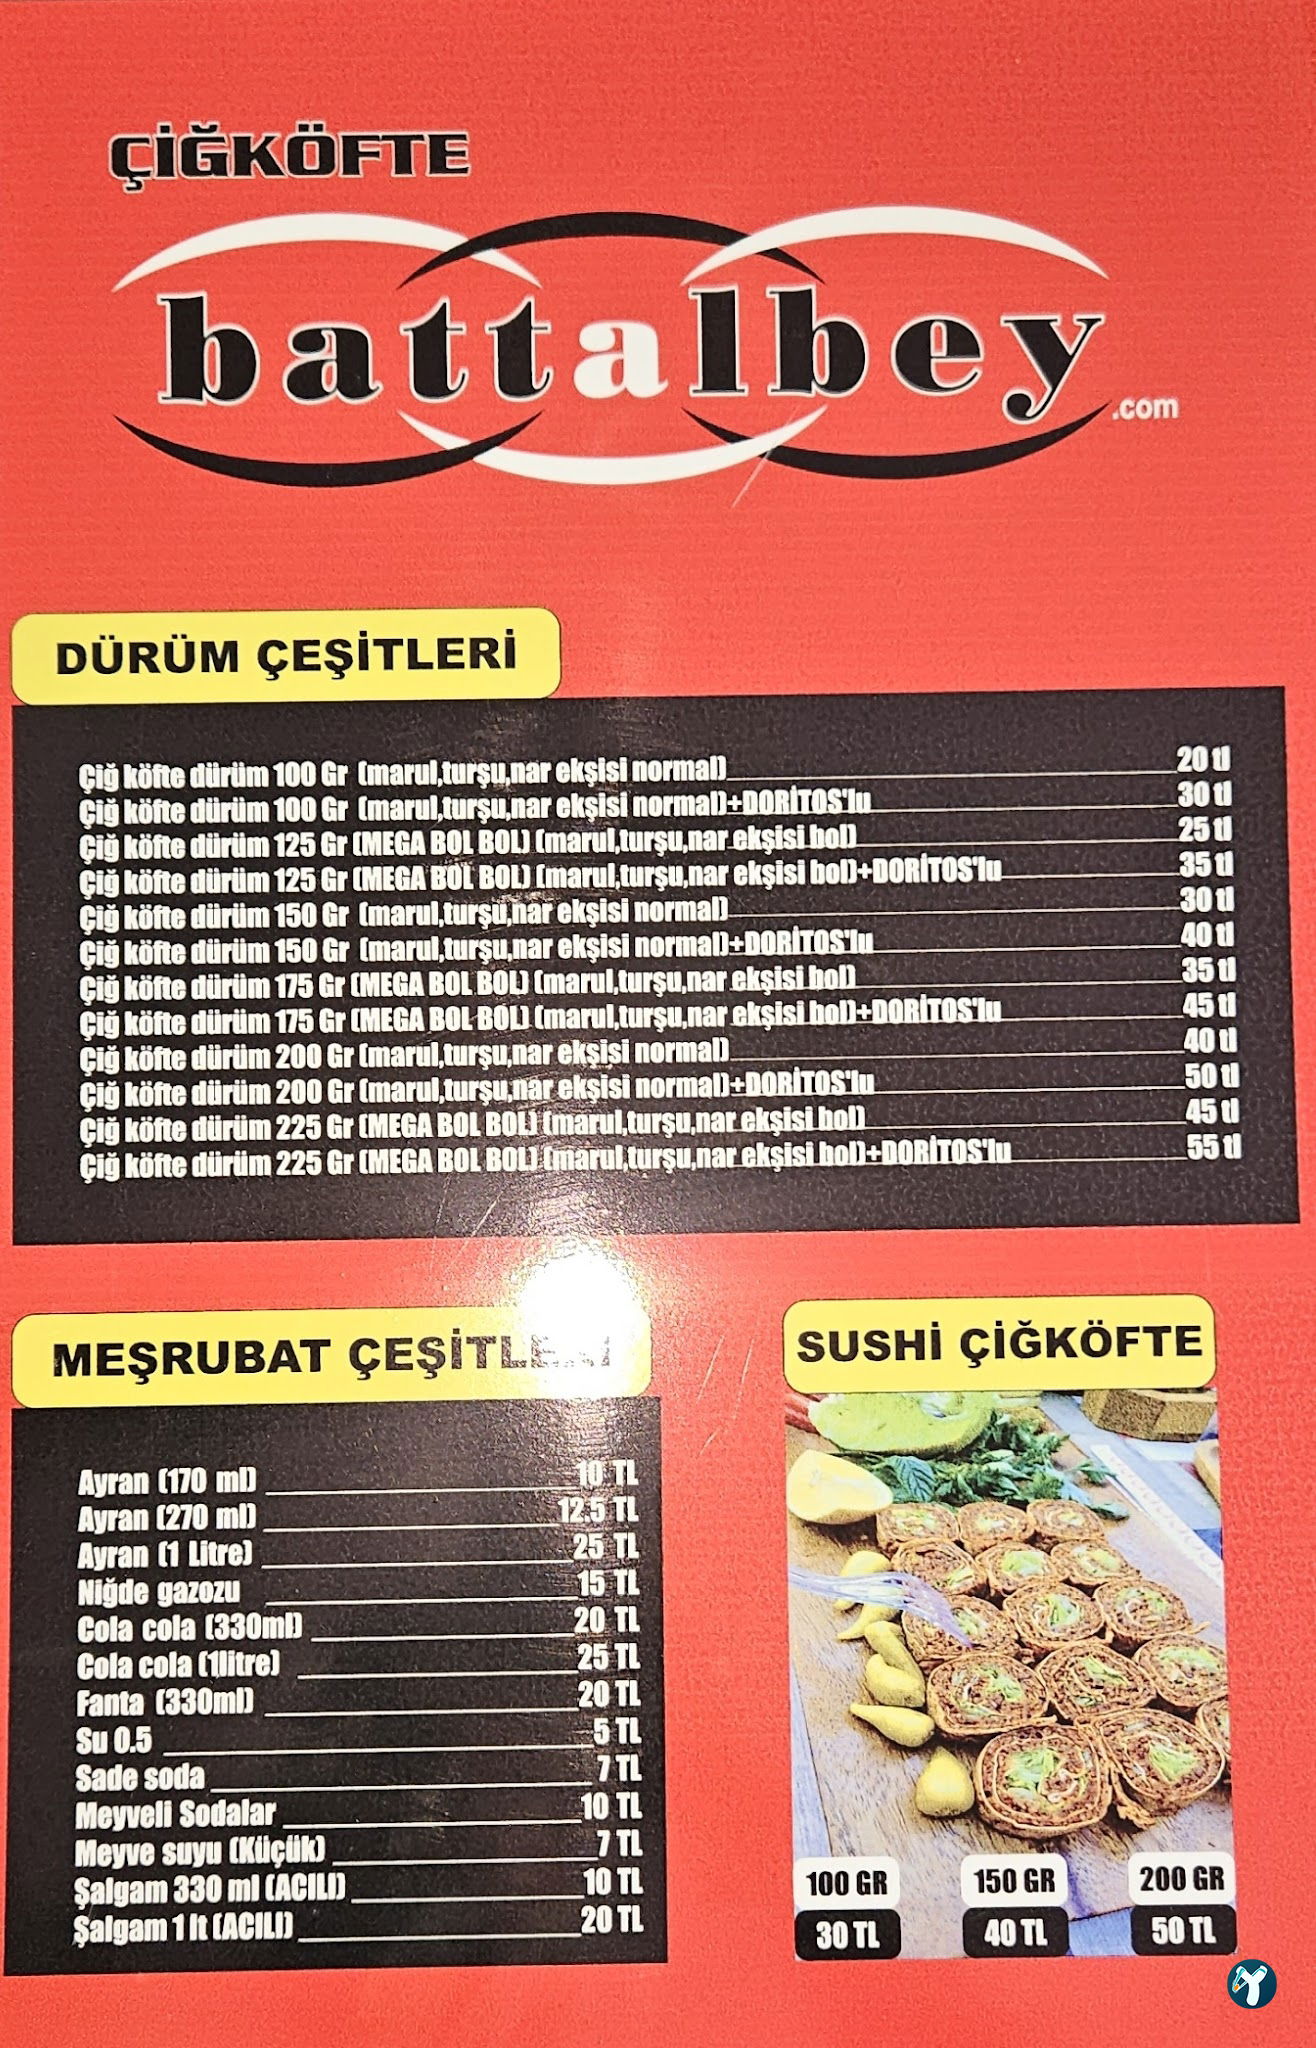 ÇİĞKÖFTE
battalbey
.com
DÜRÜM ÇEŞİTLERİ
Çiğ köfte dürüm 100 Gr (marul,turşu,nar ekşisi normal) 20 tl
Çiğ köfte dürüm 100 Gr (marul,turşu,nar ekşisi normal)+DORİTOS'lu 30 tl
Çiğ köfte dürüm 125 Gr (MEGA BOL BOL) (marul,turşu,nar ekşisi bol) 25 tl
Çiğ köfte dürüm 125 Gr (MEGA BOL BOL) (marul,turşu,nar ekşisi bol)+DORİTOS'lu 35 tl
Çiğ köfte dürüm 150 Gr (marul,turşu,nar ekşisi normal) 30 tl
Çiğ köfte dürüm 150 Gr (marul,turşu,nar ekşisi normal)+DORİTOS'lu 40 tl
Çiğ köfte dürüm 175 Gr (MEGA BOL BOL) (marul,turşu,nar ekşisi bol) 35 tl
Çiğ köfte dürüm 175 Gr (MEGA BOL BOL) (marul,turşu,nar ekşisi bol)+DORİTOS'lu 45 tl
Çiğ köfte dürüm 200 Gr (marul,turşu,nar ekşisi normal) 40 tl
Çiğ köfte dürüm 200 Gr (marul,turşu,nar ekşisi normal)+DORİTOS'lu 50 tl
Çiğ köfte dürüm 225 Gr (MEGA BOL BOL) (marul,turşu,nar ekşisi bol) 45 tl
Çiğ köfte dürüm 225 Gr (MEGA BOL BOL) (marul,turşu,nar ekşisi bol)+DORİTOS'lu 55 tl
MEŞRUBAT ÇEŞİTLERİ
Ayran (170 ml) 10 TL
Ayran (270 ml) 12.5 TL
Ayran (1 Litre) 25 TL
Niğde gazozu 15 TL
Cola cola (330ml) 20 TL
Cola cola (1litre) 25 TL
Fanta (330ml) 20 TL
Su 0.5 5 TL
Sade soda 7 TL
Meyveli Sodalar 10 TL
Meyve suyu (Küçük) 7 TL
Şalgam 330 ml (ACILI) 10 TL
Şalgam 1 lt (ACILI) 20 TL
SUSHİ ÇİĞKÖFTE
100 GR 150 GR 200 GR
30 TL 40 TL 50 TL